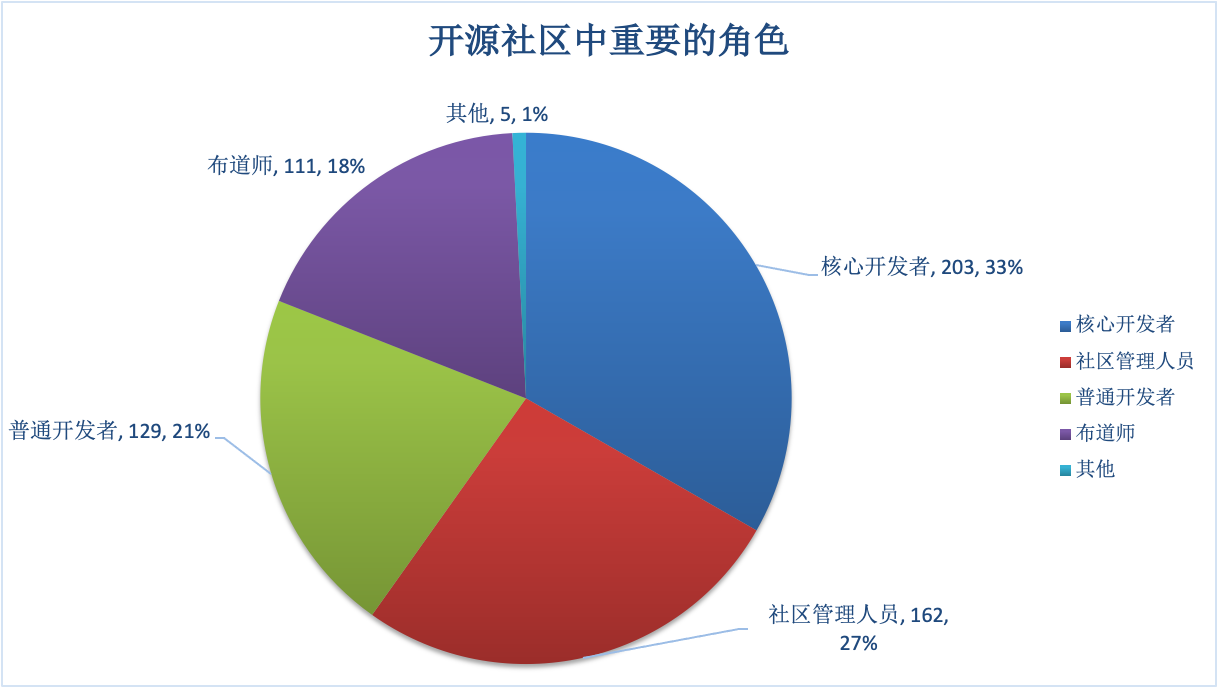 开源社区中重要的角色
其他, 5, 1%
布道师, 111, 18%
核心开发者, 203, 33%
普通开发者, 129, 21%
社区管理人员, 162,
27%
核心开发者
社区管理人员
普通开发者
布道师
其他